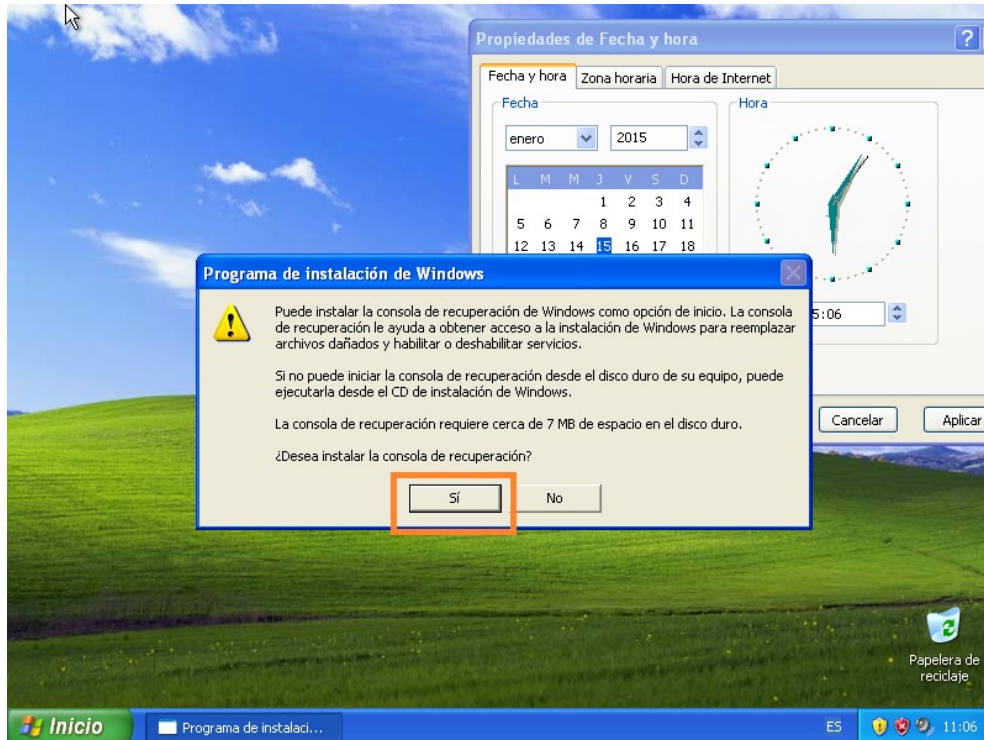 Propiedades de Fecha y hora
?
Fecha y hora Zona horaria Hora de Internet
Fecha
Hora
enero 2015
L M M J V S D
1 2 3 4
5 6 7 8 9 10 11
12 13 14 15 16 17 18
5:06
Cancelar Aplicar
Programa de instalación de Windows
Puede instalar la consola de recuperación de Windows como opción de inicio. La consola
de recuperación le ayuda a obtener acceso a la instalación de Windows para reemplazar
archivos dañados y habilitar o deshabilitar servicios.
Si no puede iniciar la consola de recuperación desde el disco duro de su equipo, puede
ejecutarla desde el CD de instalación de Windows.
La consola de recuperación requiere cerca de 7 MB de espacio en el disco duro.
¿Desea instalar la consola de recuperación?
Sí No
Papelera de
reciclaje
Inicio Programa de instalaci... ES 11:06